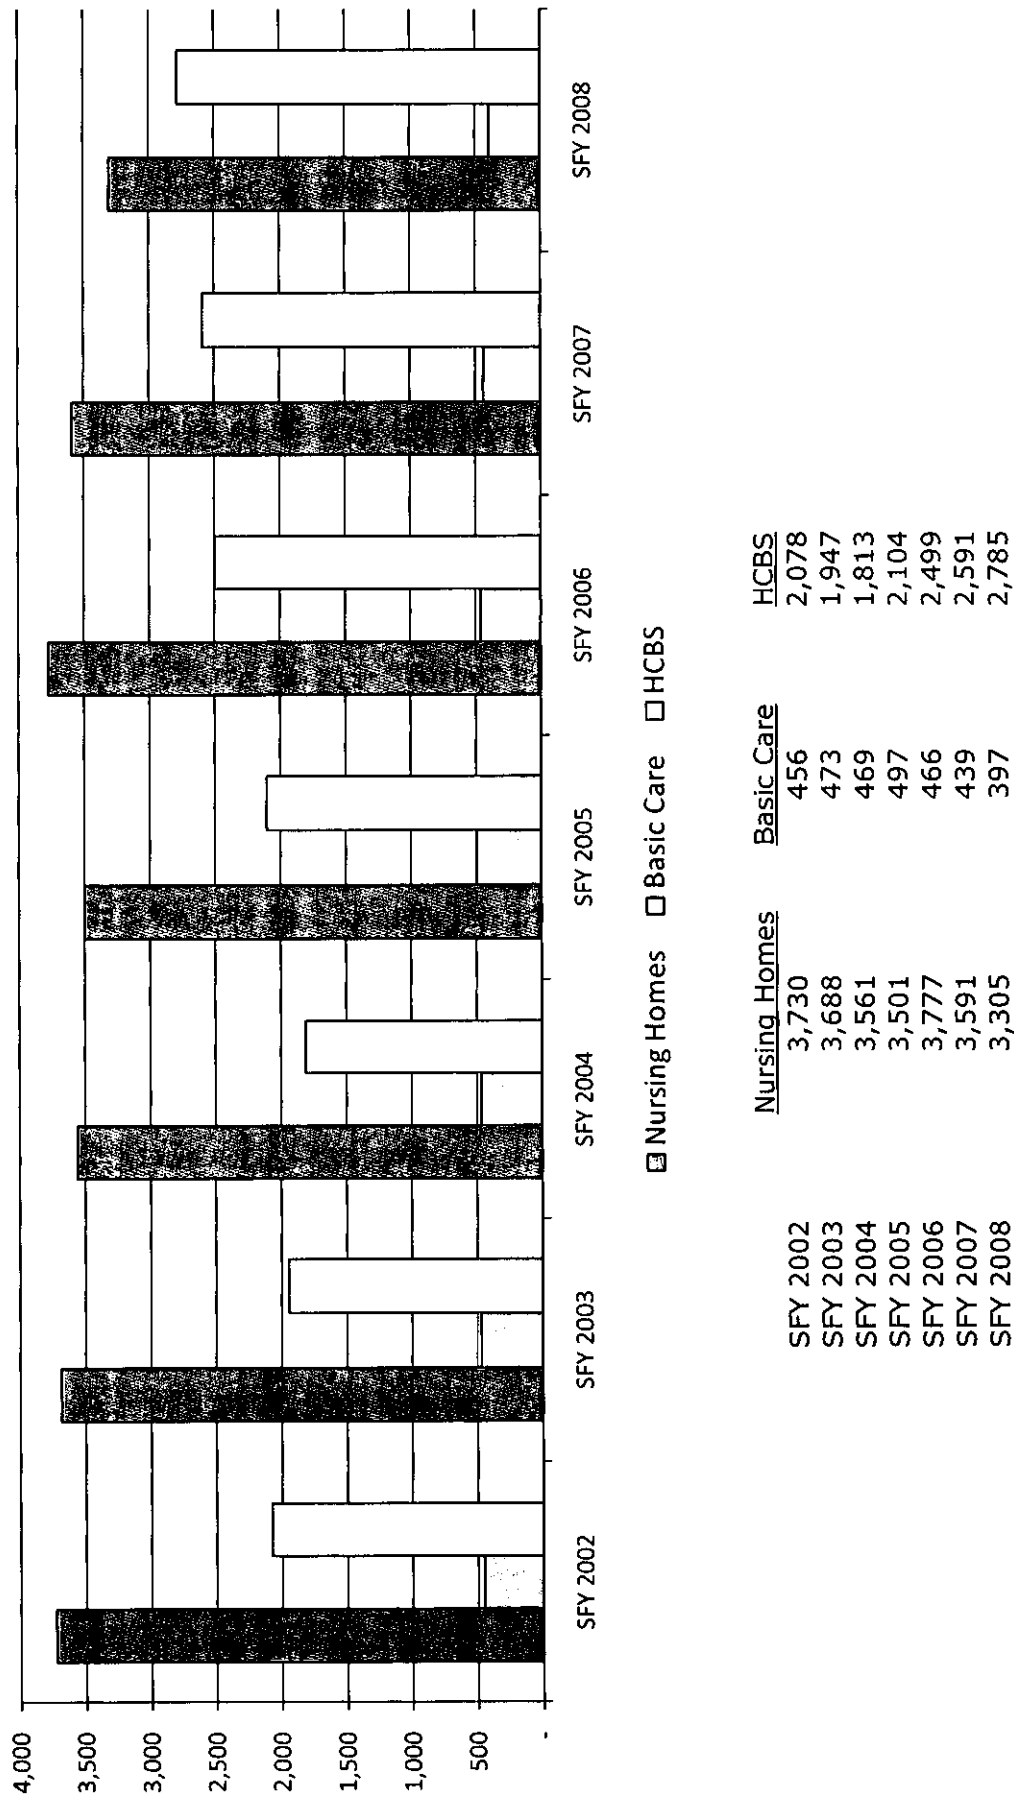 4,000
3,500
3,000
2,500
2,000
1,500
1,000
500
-
SFY 2002 SFY 2003 SFY 2004 SFY 2005 SFY 2006 SFY 2007 SFY 2008
Nursing Homes Basic Care HCBS
Nursing Homes Basic Care HCBS
SFY 2002 3,730 456 2,078
SFY 2003 3,688 473 1,947
SFY 2004 3,561 469 1,813
SFY 2005 3,501 497 2,104
SFY 2006 3,777 466 2,499
SFY 2007 3,591 439 2,591
SFY 2008 3,305 397 2,785